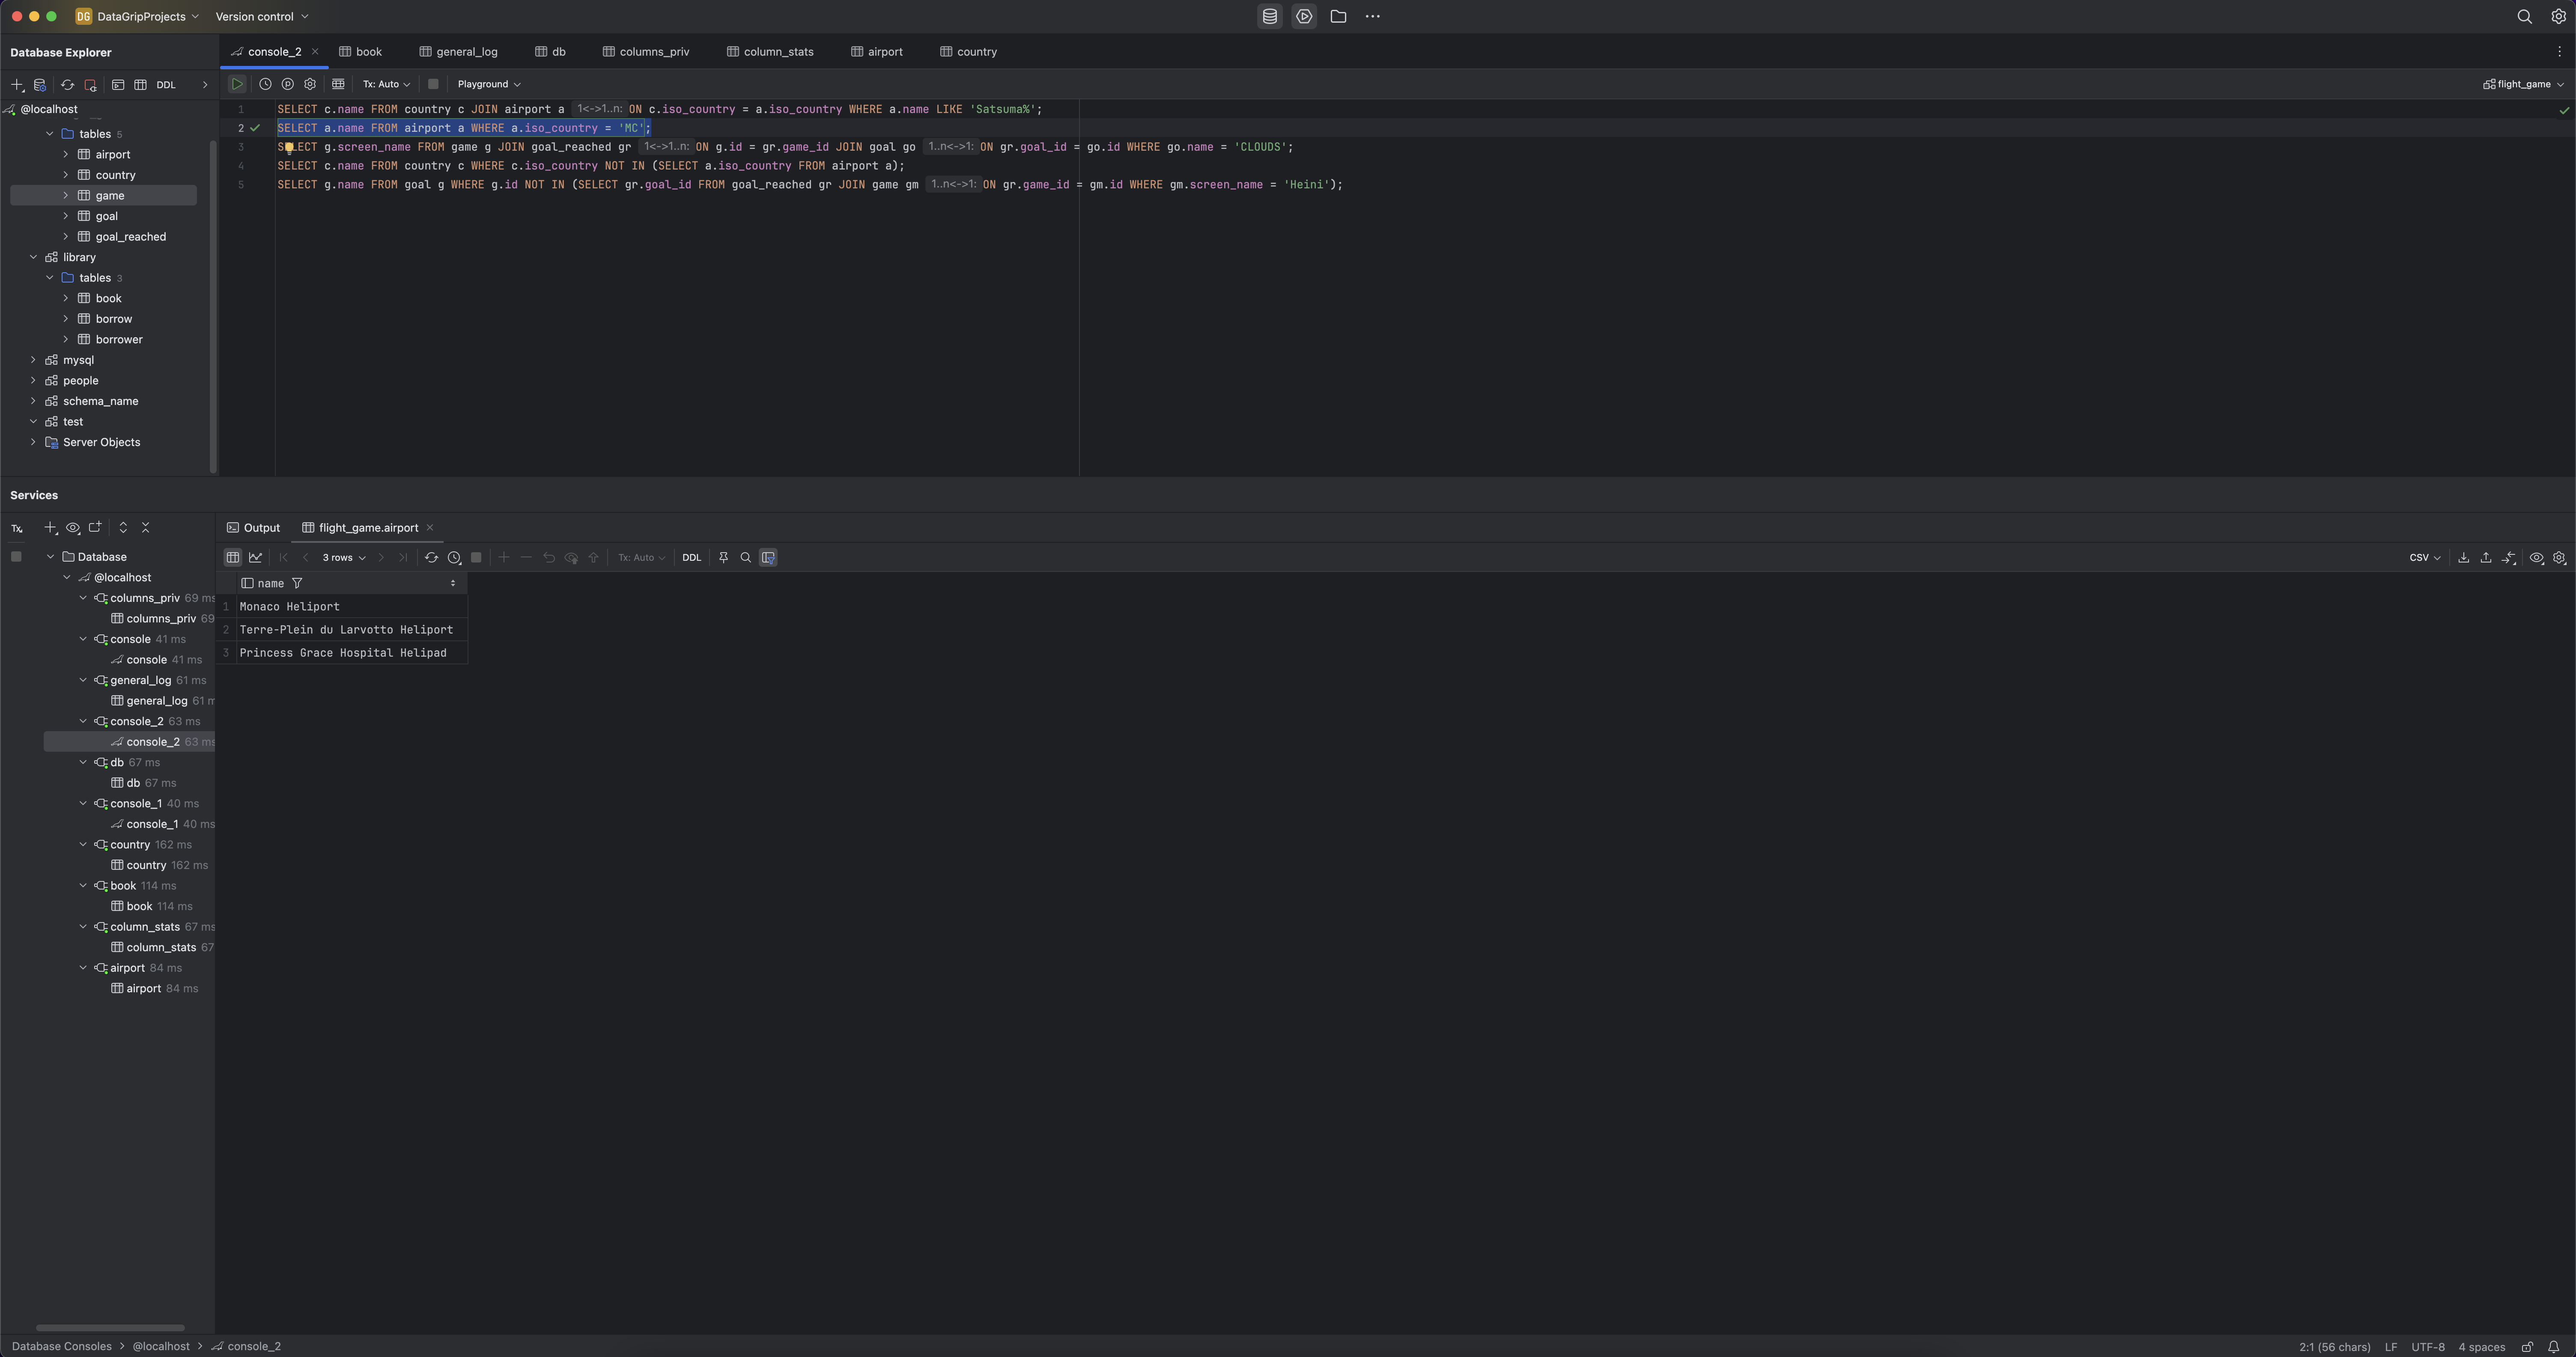 DG DataGripProjects Version control
Database Explorer
DDL
@localhost
tables 5
airport
country
game
goal
goal_reached
library
tables 3
book
borrow
borrower
mysql
people
schema_name
test
Server Objects
console_2 book general_log db columns_priv column_stats airport country
Tx: Auto Playground flight_game
1 SELECT c.name FROM country c JOIN airport a 1<->1..n: ON c.iso_country = a.iso_country WHERE a.name LIKE 'Satsuma%';
2 SELECT a.name FROM airport a WHERE a.iso_country = 'MC';
3 SELECT g.screen_name FROM game g JOIN goal_reached gr 1<->1..n: ON g.id = gr.game_id JOIN goal go 1..n<->1: ON gr.goal_id = go.id WHERE go.name = 'CLOUDS';
4 SELECT c.name FROM country c WHERE c.iso_country NOT IN (SELECT a.iso_country FROM airport a);
5 SELECT g.name FROM goal g WHERE g.id NOT IN (SELECT gr.goal_id FROM goal_reached gr JOIN game gm 1..n<->1: ON gr.game_id = gm.id WHERE gm.screen_name = 'Heini');
Services
Tx
Database
@localhost
columns_priv 69 ms
columns_priv 69
console 41 ms
console 41 ms
general_log 61 ms
general_log 61 m
console_2 63 ms
console_2 63 ms
db 67 ms
db 67 ms
console_1 40 ms
console_1 40 ms
country 162 ms
country 162 ms
book 114 ms
book 114 ms
column_stats 67 ms
column_stats 67
airport 84 ms
airport 84 ms
Output flight_game.airport
3 rows Tx: Auto DDL CSV
name
1 Monaco Heliport
2 Terre-Plein du Larvotto Heliport
3 Princess Grace Hospital Helipad
Database Consoles @localhost console_2
2:1 (56 chars) LF UTF-8 4 spaces